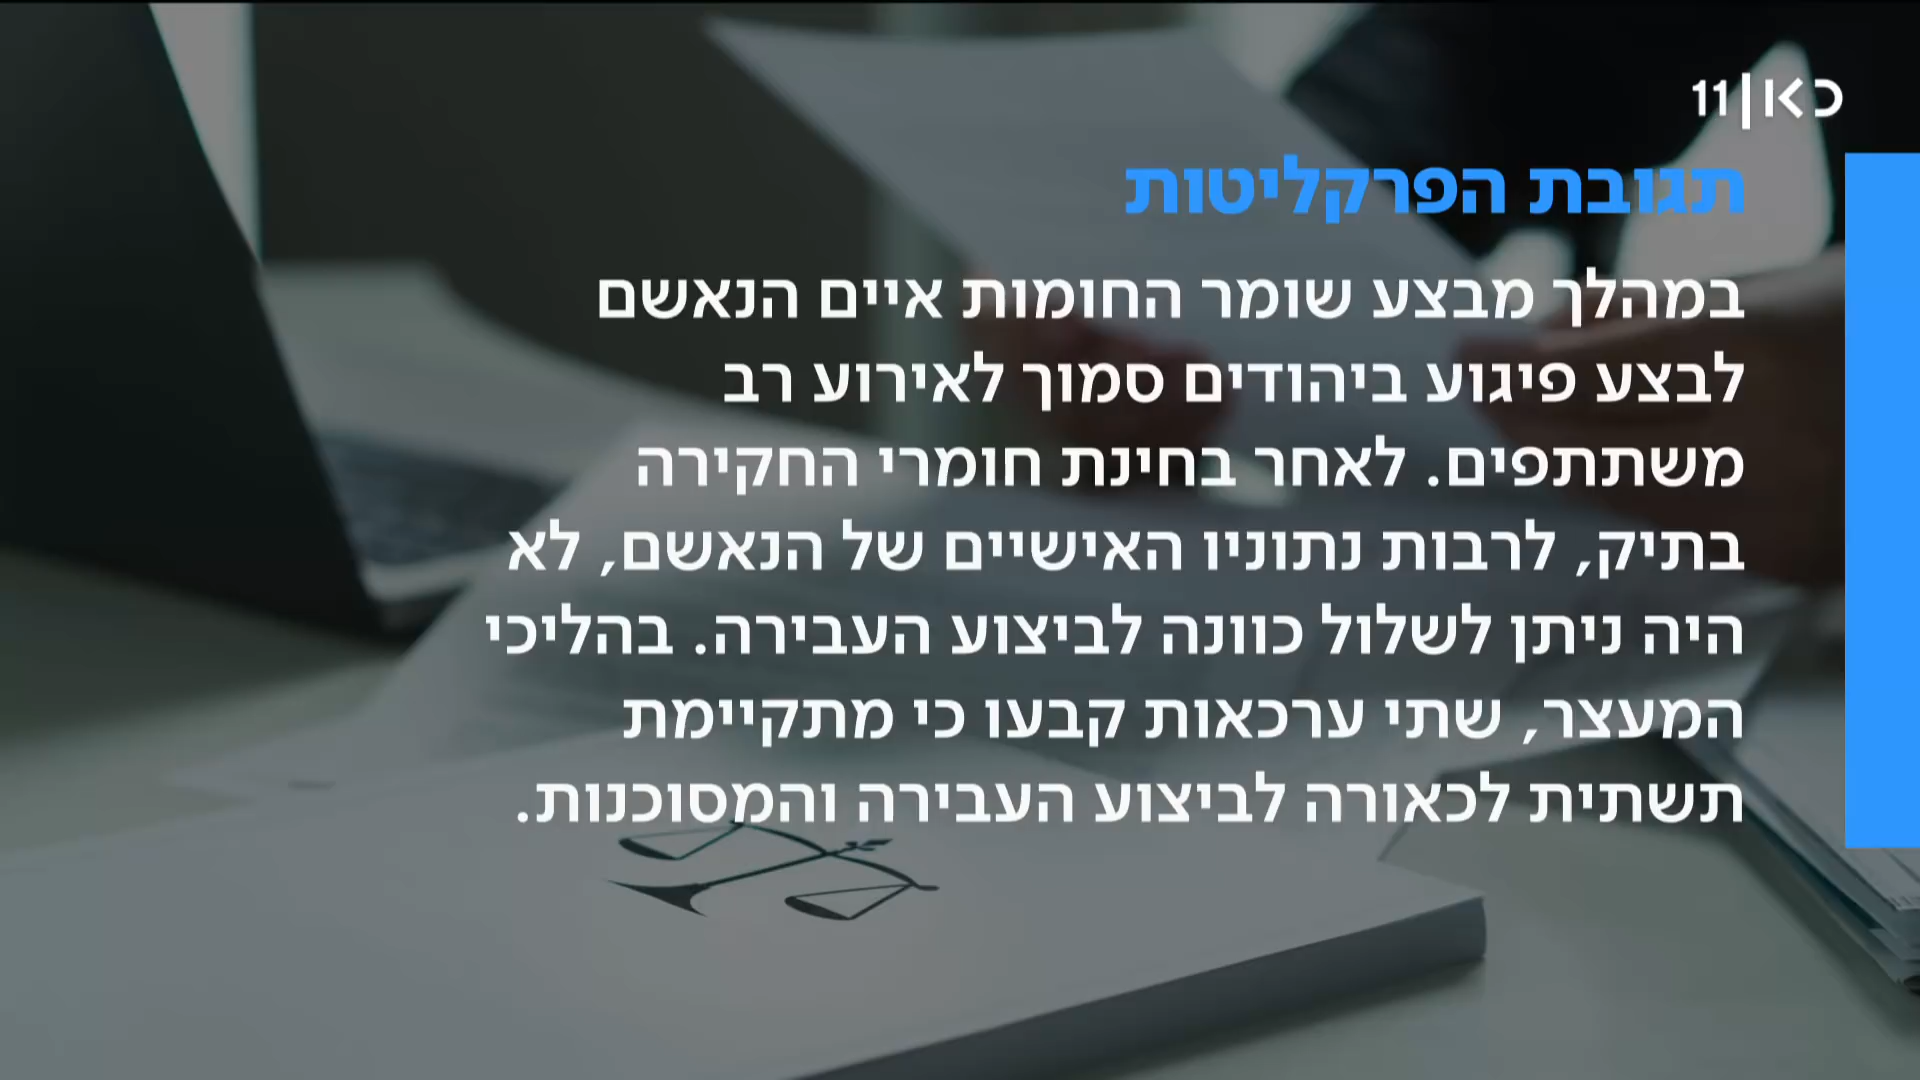 כאן 11
תגובת הפרקליטות
במהלך מבצע שומר החומות איים הנאשם
לבצע פיגוע ביהודים סמוך לאירוע רב
משתתפים. לאחר בחינת חומרי החקירה
בתיק, לרבות נתוניו האישיים של הנאשם, לא
היה ניתן לשלול כוונה לביצוע העבירה. בהליכי
המעצר, שתי ערכאות קבעו כי מתקיימת
תשתית לכאורה לביצוע העבירה והמסוכנות.